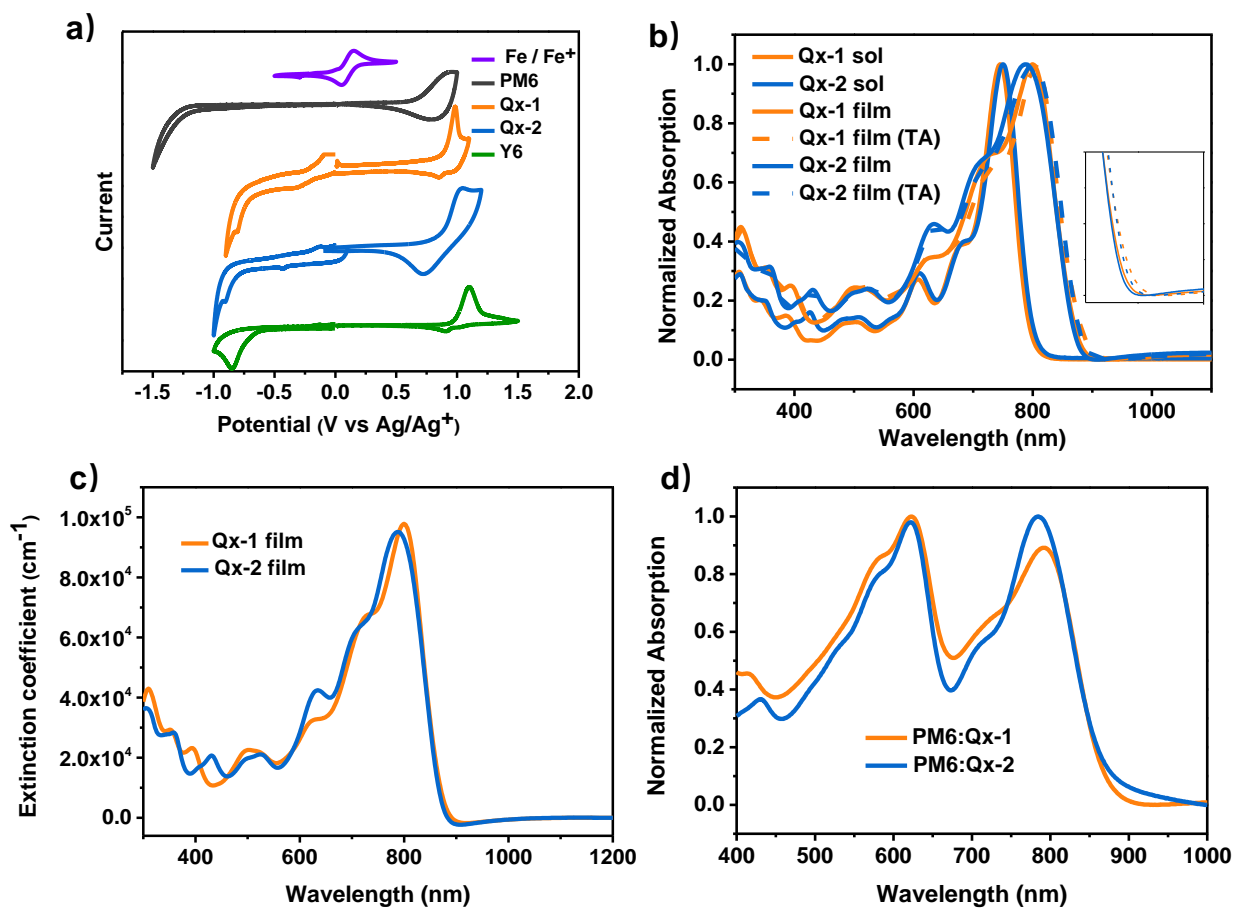 a)
Fe / Fe⁺
PM6
Qx-1
Qx-2
Y6
Current
-1.5 -1.0 -0.5 0.0 0.5 1.0 1.5 2.0
Potential (V vs Ag/Ag⁺)
b)
Qx-1 sol
Qx-2 sol
Qx-1 film
Qx-1 film (TA)
Qx-2 film
Qx-2 film (TA)
Normalized Absorption
1.0
0.8
0.6
0.4
0.2
0.0
400 600 800 1000
Wavelength (nm)
c)
Qx-1 film
Qx-2 film
Extinction coefficient (cm⁻¹)
1.0x10⁵
8.0x10⁴
6.0x10⁴
4.0x10⁴
2.0x10⁴
0.0
400 600 800 1000 1200
Wavelength (nm)
d)
PM6:Qx-1
PM6:Qx-2
Normalized Absorption
1.0
0.8
0.6
0.4
0.2
0.0
400 500 600 700 800 900 1000
Wavelength (nm)